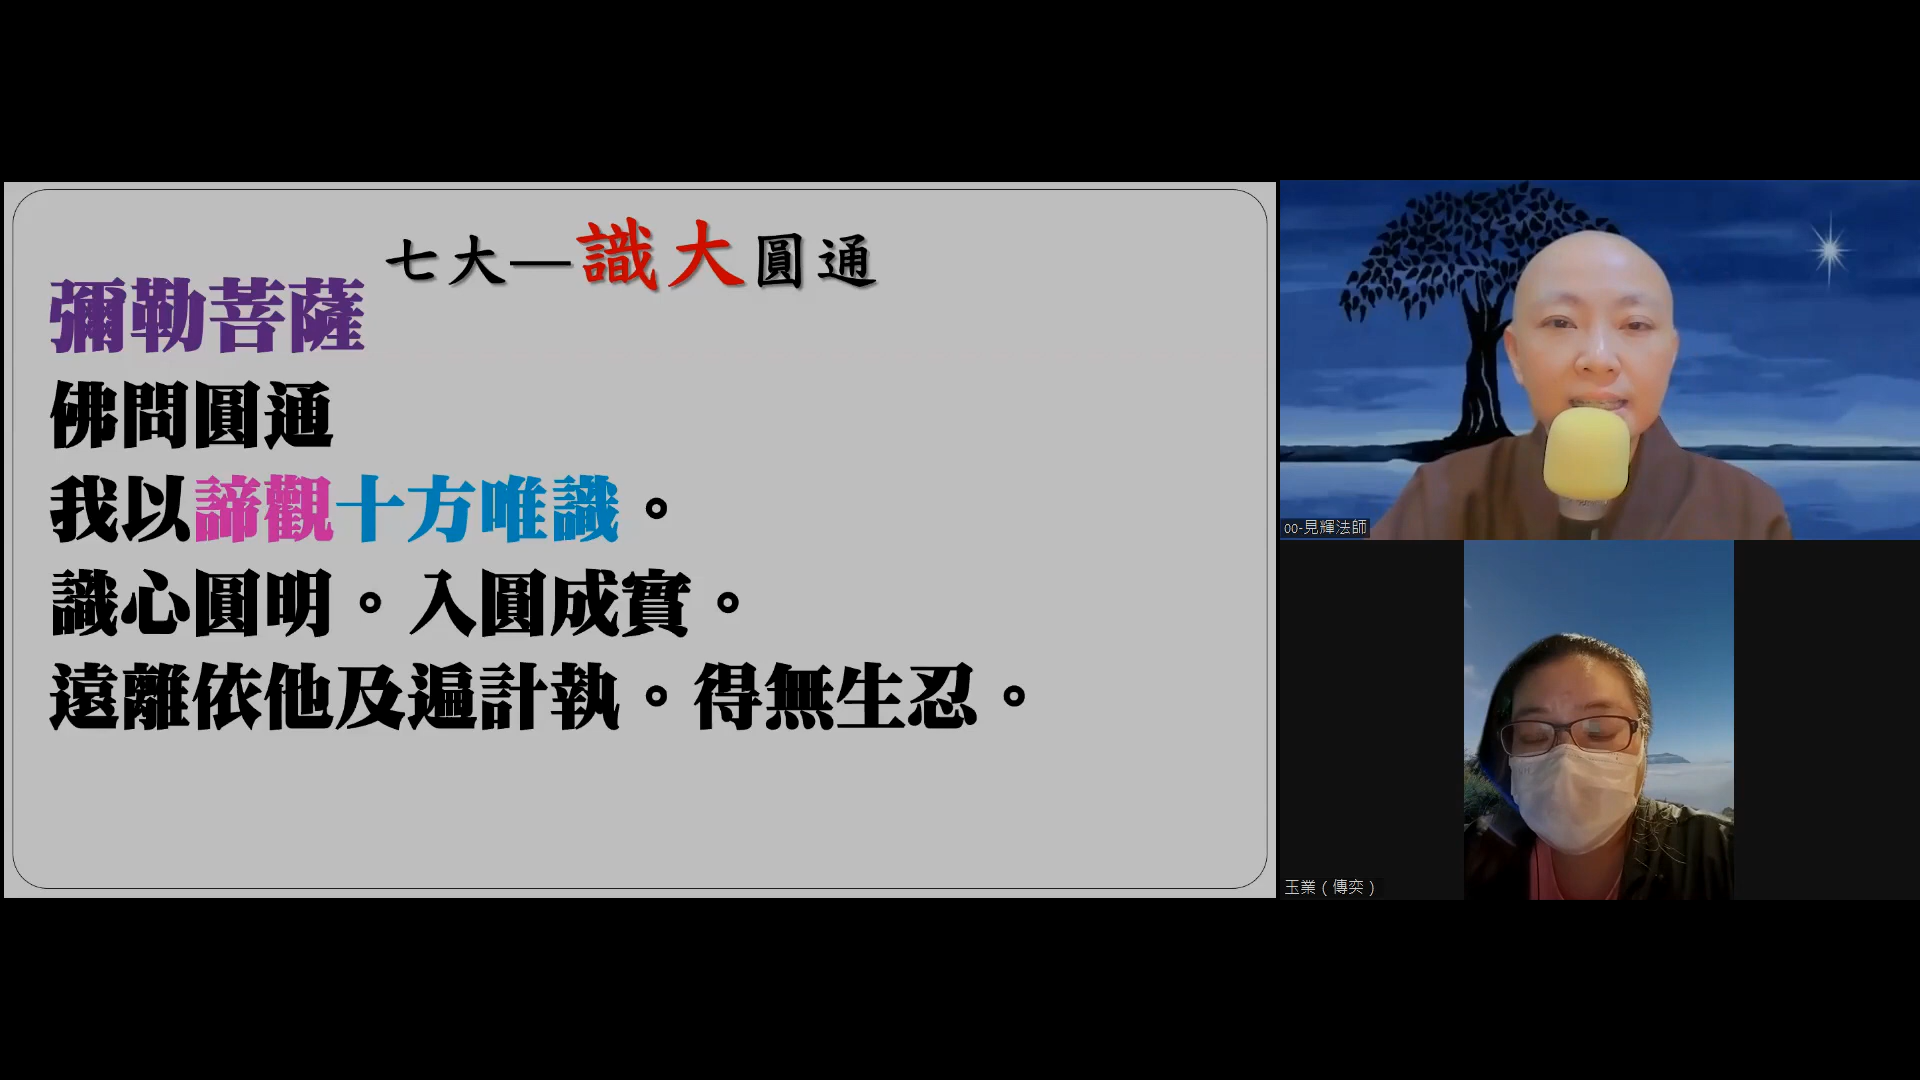 七大—識大圓通
彌勒菩薩
佛問圓通
我以諦觀十方唯識。
識心圓明。入圓成實。
遠離依他及遍計執。得無生忍。
oo-見輝法師
玉業（傳奕）